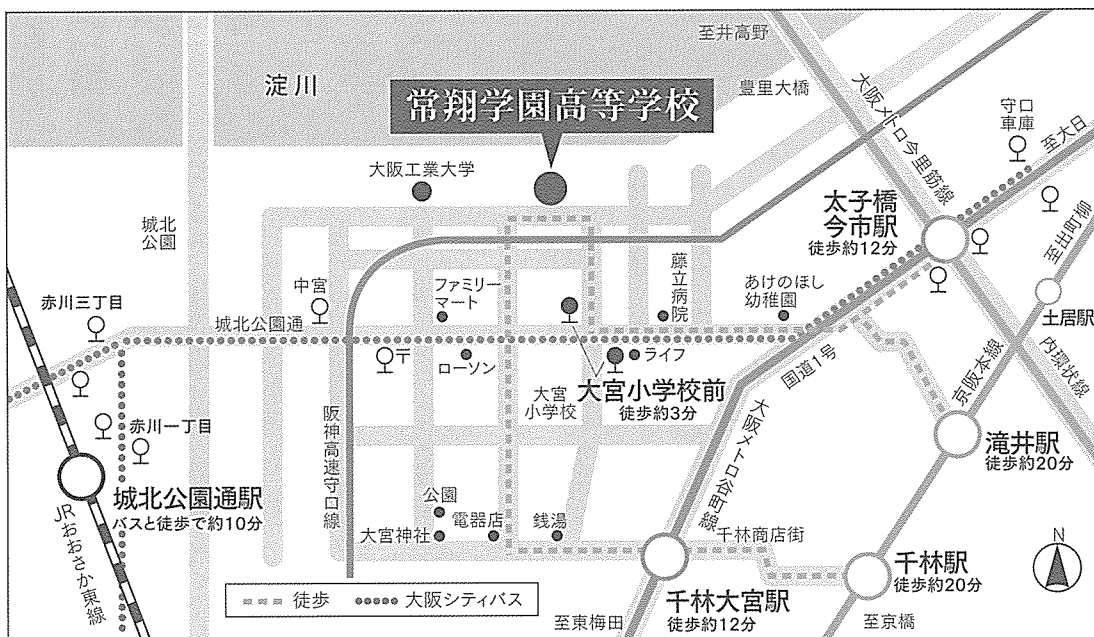 至井高野
淀川
常翔学園高等学校
豊里大橋
大阪メトロ今里筋線
守口
車庫
至大日
大阪工業大学
太子橋
今市駅
徒歩約12分
至出町柳
城北
公園
中宮
ファミリー
マート
藤立病院
あけのほし
幼稚園
土居駅
赤川三丁目
城北公園通
〒
ローソン
ライフ
国道1号
京阪本線
内環状線
大宮
小学校
大宮小学校前
徒歩約3分
赤川一丁目
阪神高速守口線
大阪メトロ谷町線
滝井駅
徒歩約20分
城北公園通駅
バスと徒歩で約10分
JRおおさか東線
公園
大宮神社
電器店
銭湯
千林商店街
千林駅
徒歩約20分
N
千林大宮駅
徒歩約12分
徒歩
大阪シティバス
至東梅田
至京橋